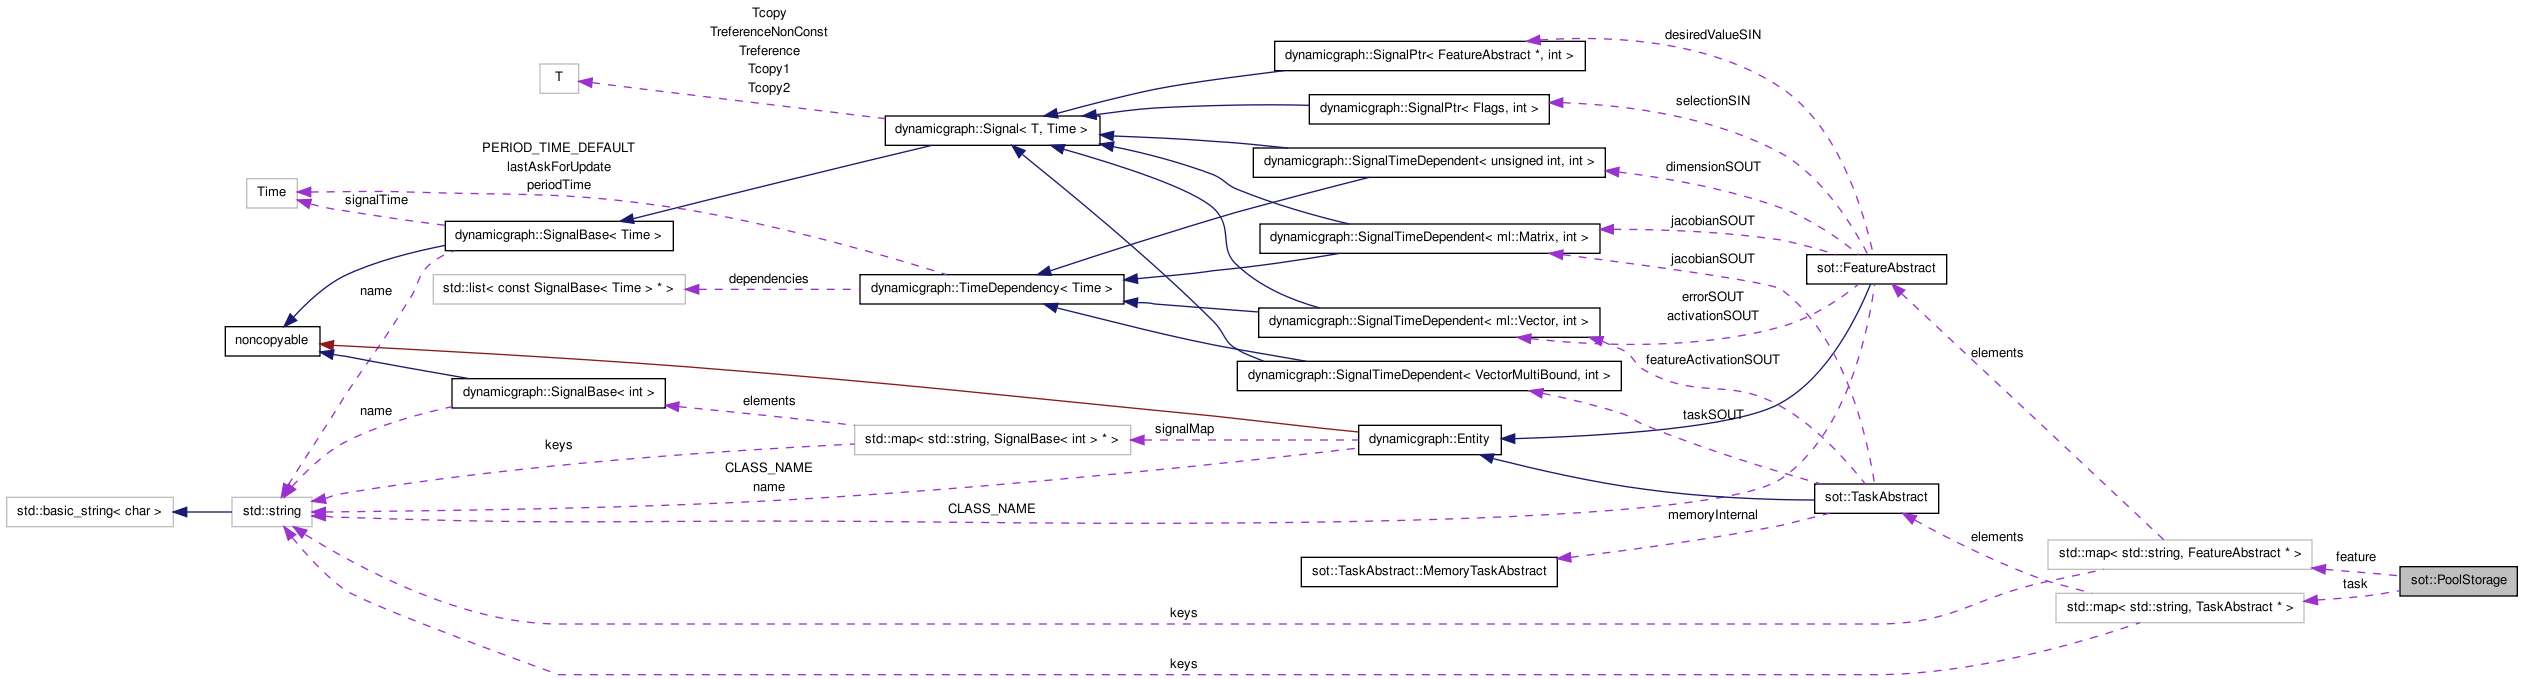 Tcopy
TreferenceNonConst
Treference
Tcopy1
Tcopy2
desiredValueSIN
dynamicgraph::SignalPtr< FeatureAbstract *, int >
T
selectionSIN
dynamicgraph::SignalPtr< Flags, int >
dynamicgraph::Signal< T, Time >
PERIOD_TIME_DEFAULT
lastAskForUpdate
periodTime
dynamicgraph::SignalTimeDependent< unsigned int, int >
dimensionSOUT
Time
signalTime
jacobianSOUT
dynamicgraph::SignalBase< Time >
dynamicgraph::SignalTimeDependent< ml::Matrix, int >
jacobianSOUT
sot::FeatureAbstract
name
std::list< const SignalBase< Time > * >
dependencies
dynamicgraph::TimeDependency< Time >
errorSOUT
activationSOUT
dynamicgraph::SignalTimeDependent< ml::Vector, int >
noncopyable
featureActivationSOUT
elements
dynamicgraph::SignalTimeDependent< VectorMultiBound, int >
dynamicgraph::SignalBase< int >
name
elements
taskSOUT
keys
std::map< std::string, SignalBase< int > * >
signalMap
dynamicgraph::Entity
CLASS_NAME
name
sot::TaskAbstract
std::basic_string< char >
std::string
CLASS_NAME
memoryInternal
elements
sot::TaskAbstract::MemoryTaskAbstract
std::map< std::string, FeatureAbstract * >
feature
sot::PoolStorage
task
std::map< std::string, TaskAbstract * >
keys
keys